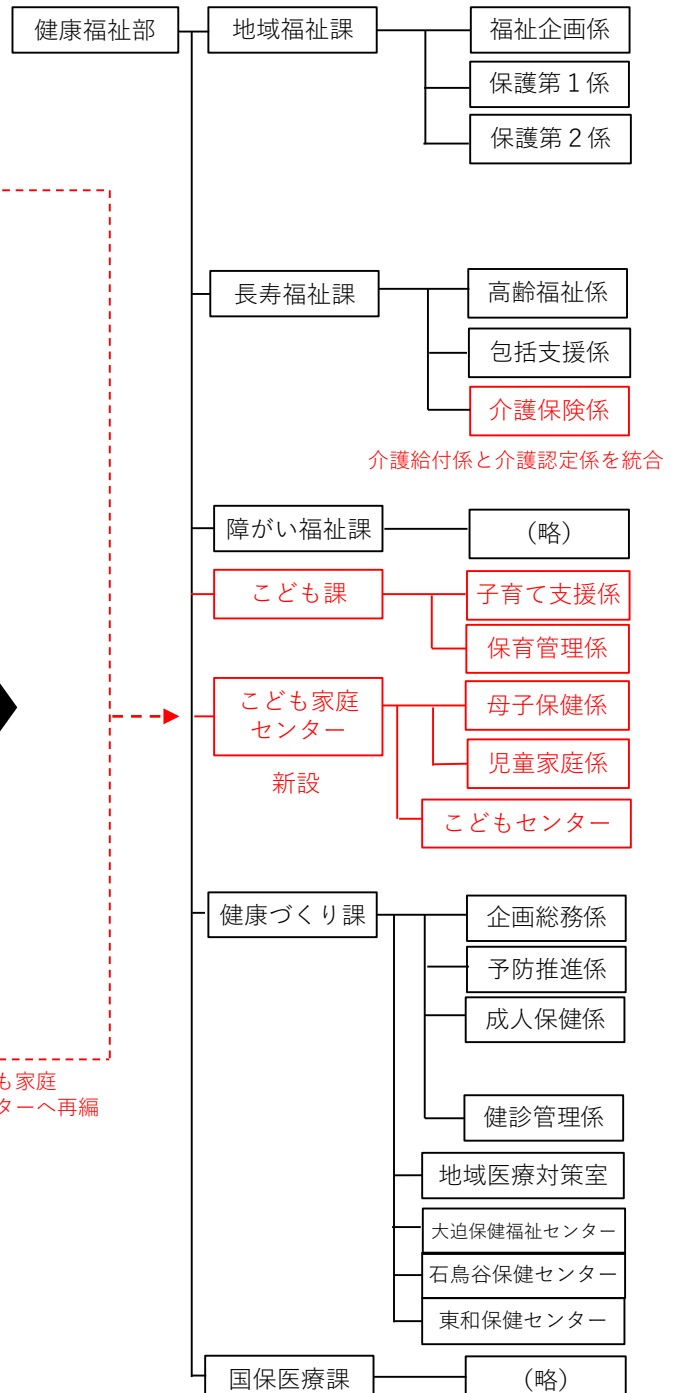 健康福祉部
地域福祉課
福祉企画係
保護第１係
保護第２係
長寿福祉課
高齢福祉係
包括支援係
介護保険係
介護給付係と介護認定係を統合
障がい福祉課
（略）
こども課
子育て支援係
保育管理係
こども家庭
センター
新設
母子保健係
児童家庭係
こどもセンター
健康づくり課
企画総務係
予防推進係
成人保健係
も家庭
ターへ再編
健診管理係
地域医療対策室
大迫保健福祉センター
石鳥谷保健センター
東和保健センター
国保医療課
（略）